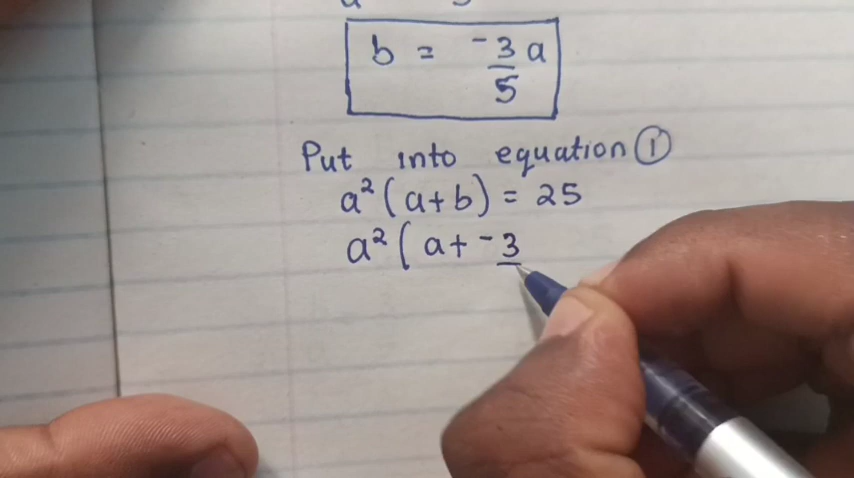 b = -3/5 a
Put into equation ①
a²(a+b) = 25
a²(a+ -3